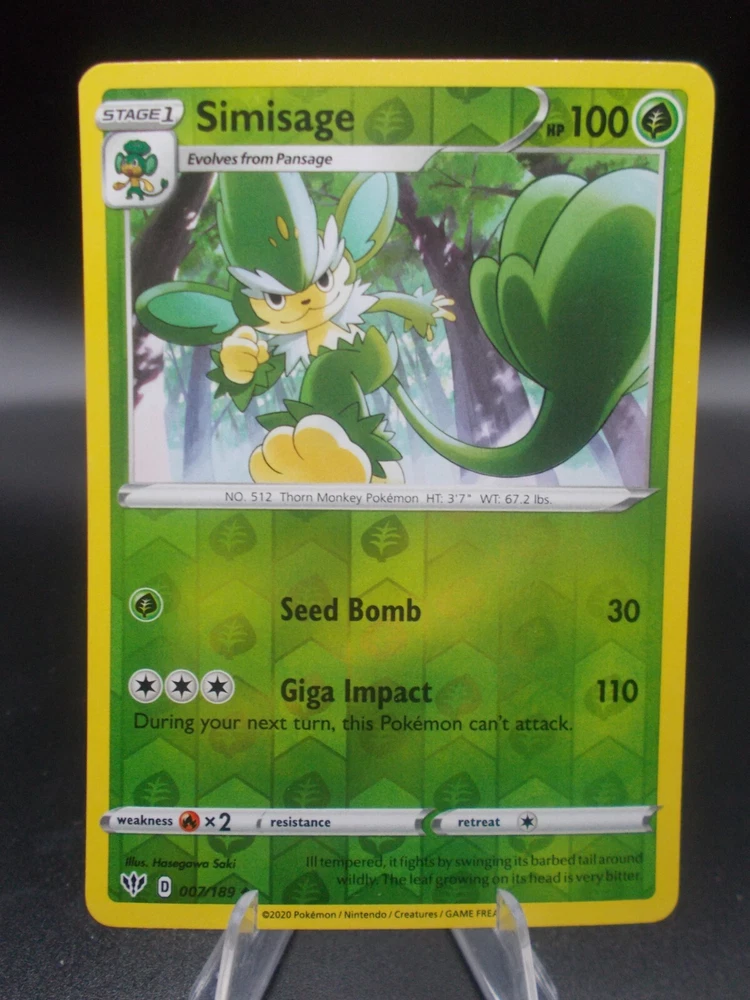 STAGE 1 Simisage HP 100
Evolves from Pansage
NO. 512 Thorn Monkey Pokémon HT: 3'7" WT: 67.2 lbs.
Seed Bomb 30
Giga Impact 110
During your next turn, this Pokémon can't attack.
weakness ×2 resistance retreat
Illus. Hasegawa Saki
Ill tempered, it fights by swinging its barbed tail around
wildly. The leaf growing on its head is very bitter.
D 007/189
©2020 Pokémon / Nintendo / Creatures / GAME